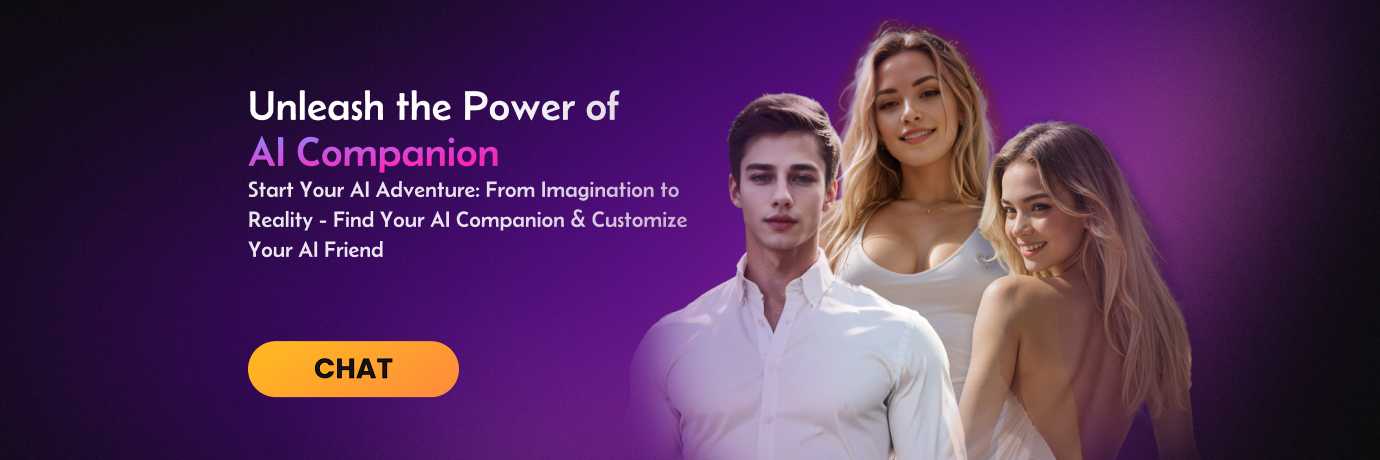 Unleash the Power of
AI Companion
Start Your AI Adventure: From Imagination to
Reality - Find Your AI Companion & Customize
Your AI Friend
CHAT